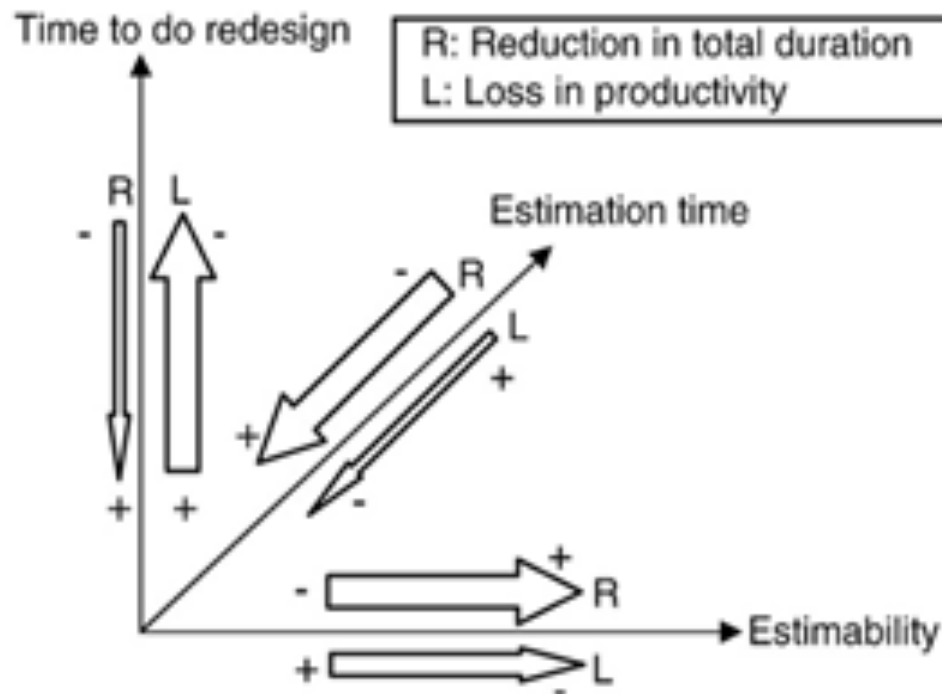 Time to do redesign
R: Reduction in total duration
L: Loss in productivity
R L
- -
Estimation time
- R
L
+
+
-
+ +
+
- R
Estimability
+ L
-